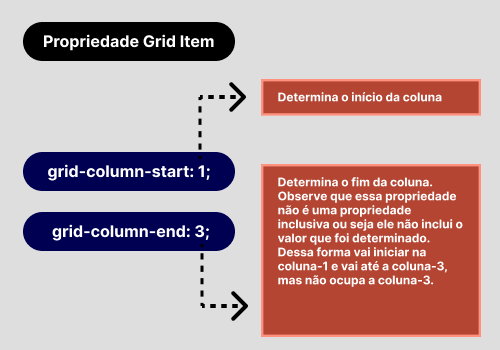 Propriedade Grid Item
Determina o início da coluna
grid-column-start: 1;
grid-column-end: 3;
Determina o fim da coluna.
Observe que essa propriedade
não é uma propriedade
inclusiva ou seja ele não inclui o
valor que foi determinado.
Dessa forma vai iniciar na
coluna-1 e vai até a coluna-3,
mas não ocupa a coluna-3.